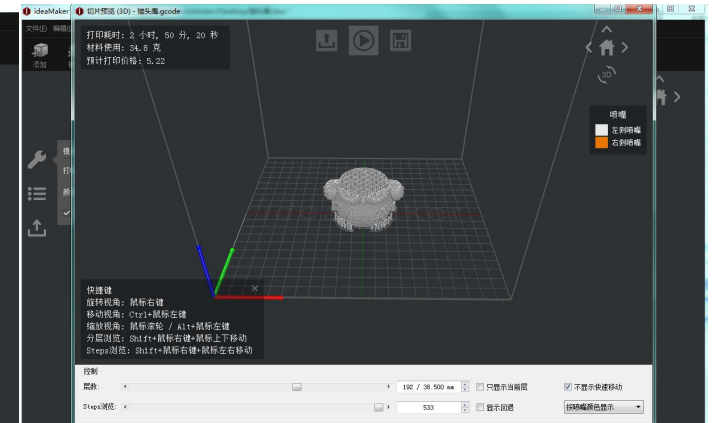 ideaMaker
切片预览 (3D) - 猫头鹰.gcode
文件(F) 编辑(E
添加
打印耗时: 2 小时, 50 分, 20 秒
材料使用: 34.8 克
预计打印价格: 5.22
3D
喷嘴
左侧喷嘴
右侧喷嘴
快捷键
旋转视角: 鼠标右键
移动视角: Ctrl+鼠标左键
缩放视角: 鼠标滚轮 / Alt+鼠标左键
分层浏览: Shift+鼠标右键+鼠标上下移动
Steps浏览: Shift+鼠标右键+鼠标左右移动
控制
层数: 192 / 38.500 mm 只显示当前层 不显示快速移动
Steps浏览: 533 显示回退 按喷嘴颜色显示